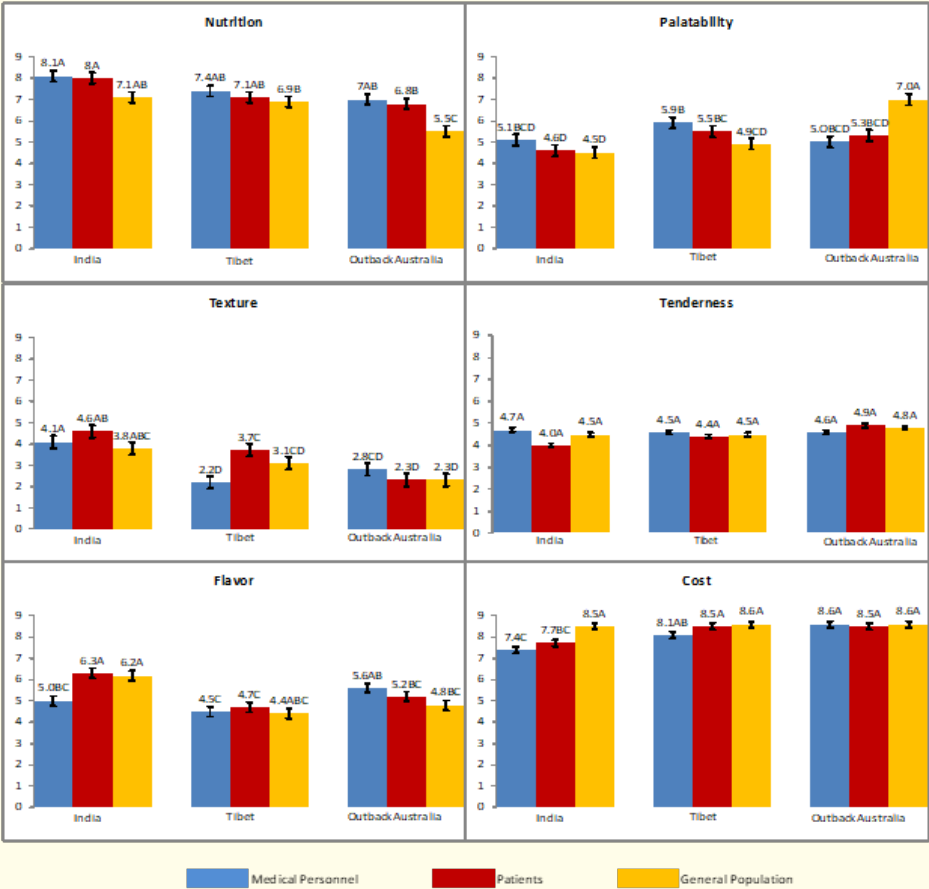 Nutrition
9
8
7
6
5
4
3
2
1
0
8.1A
8A
7.1AB
7.4AB
7.1AB
6.9B
7AB
6.8B
5.5C
India
Tibet
Outback Australia
Palatability
9
8
7
6
5
4
3
2
1
0
5.1BCD
4.6D
4.5D
5.9B
5.5BC
4.9CD
5.0BCD
5.3BCD
7.0A
India
Tibet
Outback Australia
Texture
9
8
7
6
5
4
3
2
1
0
4.1A
4.6AB
3.8ABC
2.2D
3.7C
3.1CD
2.8CD
2.3D
2.3D
India
Tibet
Outback Australia
Tenderness
9
8
7
6
5
4
3
2
1
0
4.7A
4.0A
4.5A
4.5A
4.4A
4.5A
4.6A
4.9A
4.8A
India
Tibet
Outback Australia
Flavor
9
8
7
6
5
4
3
2
1
0
5.0BC
6.3A
6.2A
4.5C
4.7C
4.4ABC
5.6AB
5.2BC
4.8BC
India
Tibet
Outback Australia
Cost
9
8
7
6
5
4
3
2
1
0
7.4C
7.7BC
8.5A
8.1AB
8.5A
8.6A
8.6A
8.5A
8.6A
India
Tibet
Outback Australia
Medical Personnel
Patients
General Population